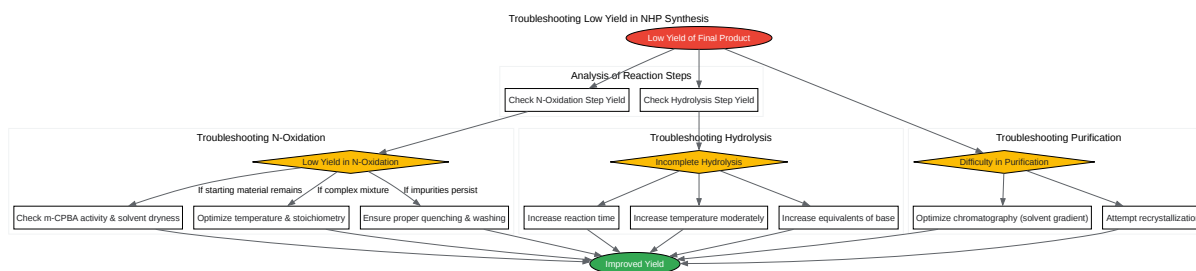 Troubleshooting Low Yield in NHP Synthesis
Low Yield of Final Product
Analysis of Reaction Steps
Check N-Oxidation Step Yield
Check Hydrolysis Step Yield
Troubleshooting N-Oxidation
Troubleshooting Hydrolysis
Troubleshooting Purification
Low Yield in N-Oxidation
Incomplete Hydrolysis
Difficulty in Purification
If starting material remains
If complex mixture
If impurities persist
Check m-CPBA activity & solvent dryness
Optimize temperature & stoichiometry
Ensure proper quenching & washing
Increase reaction time
Increase temperature moderately
Increase equivalents of base
Optimize chromatography (solvent gradient)
Attempt recrystallization
Improved Yield